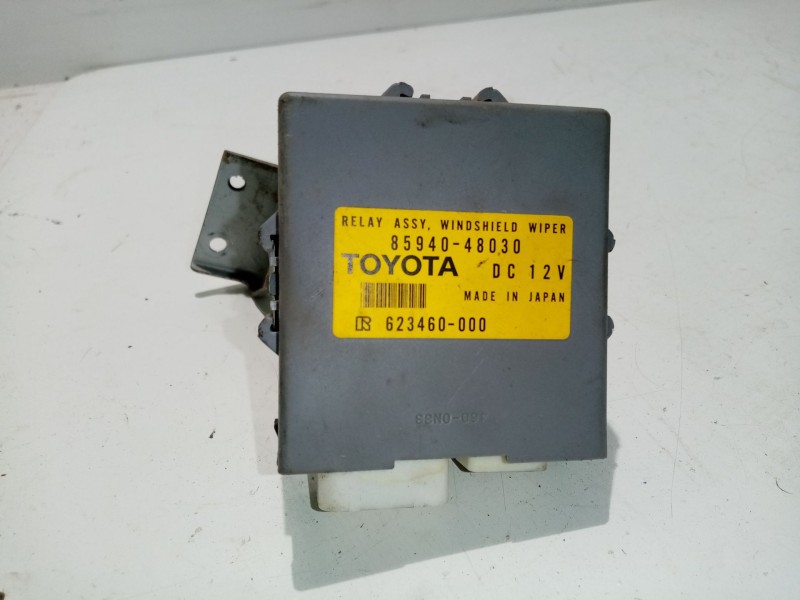 RELAY ASSY, WINDSHIELD WIPER
85940-48030
TOYOTA DC 12V
MADE IN JAPAN
623460-000